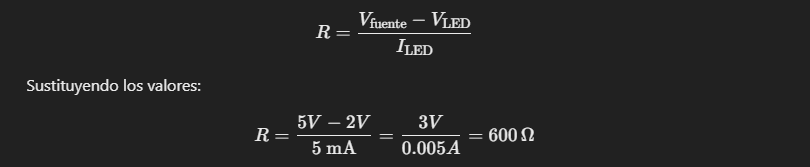 R = (V_fuente − V_LED) / I_LED
Sustituyendo los valores:
R = (5V − 2V) / (5 mA) = 3V / 0.005A = 600 Ω